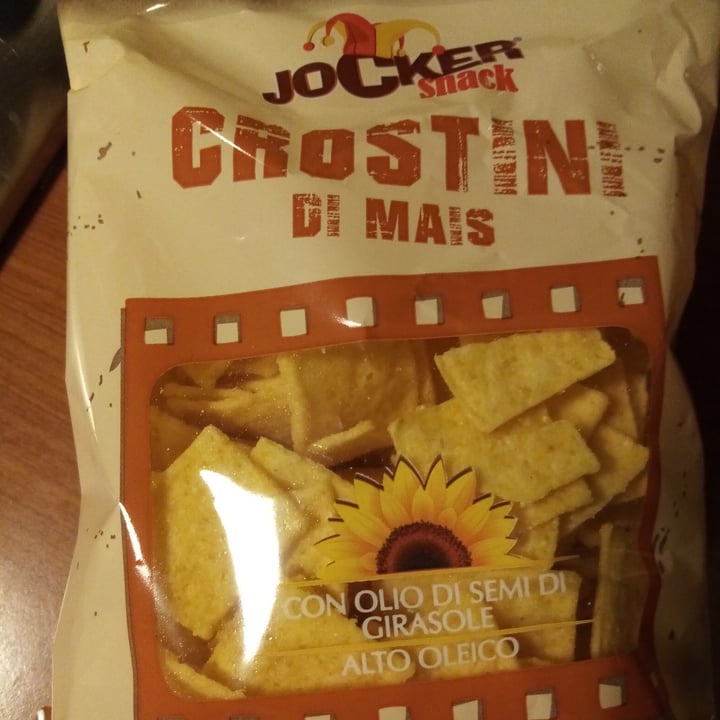 JOCKER®
snack
CROSTINI
DI MAIS
CON OLIO DI SEMI DI
GIRASOLE
ALTO OLEICO